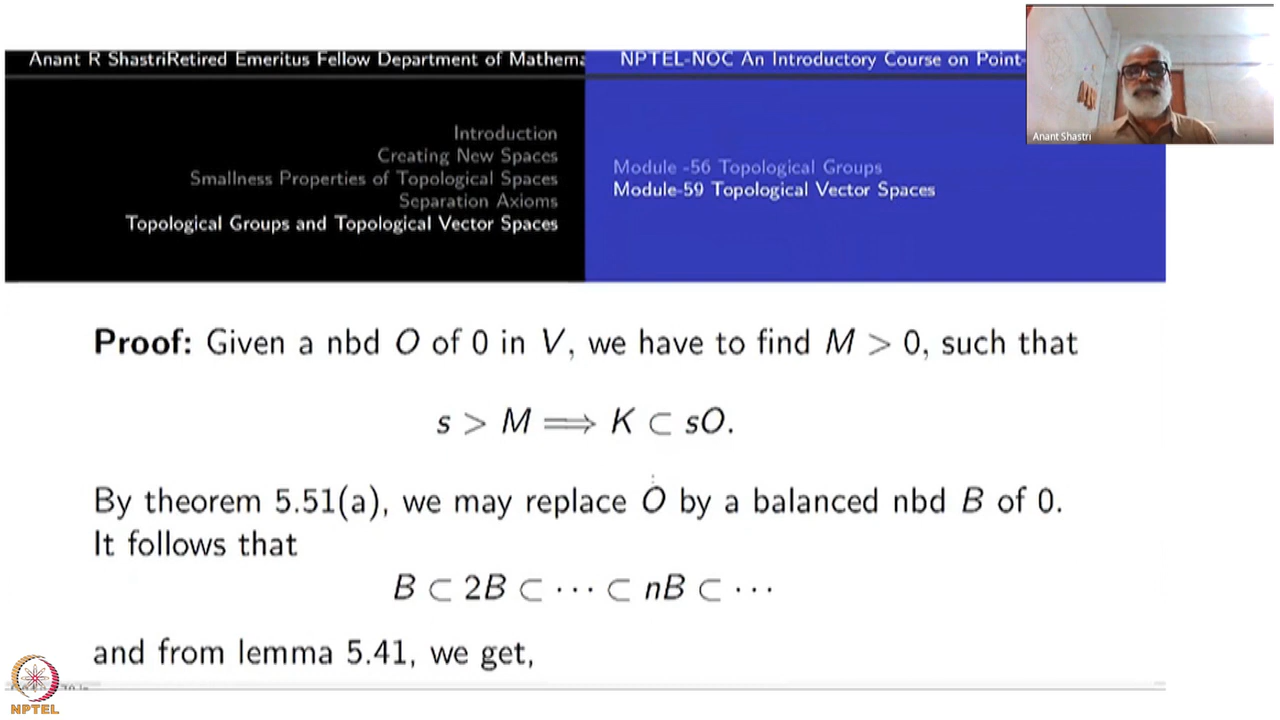 Anant R ShastriRetired Emeritus Fellow Department of Mathema
NPTEL-NOC An Introductory Course on Point-
Anant Shastri
Introduction
Creating New Spaces
Smallness Properties of Topological Spaces
Separation Axioms
Topological Groups and Topological Vector Spaces
Module -56 Topological Groups
Module-59 Topological Vector Spaces
Proof: Given a nbd O of 0 in V, we have to find M > 0, such that
s > M ⟹ K ⊂ sO.
By theorem 5.51(a), we may replace O by a balanced nbd B of 0.
It follows that
B ⊂ 2B ⊂ ⋯ ⊂ nB ⊂ ⋯
and from lemma 5.41, we get,
NPTEL